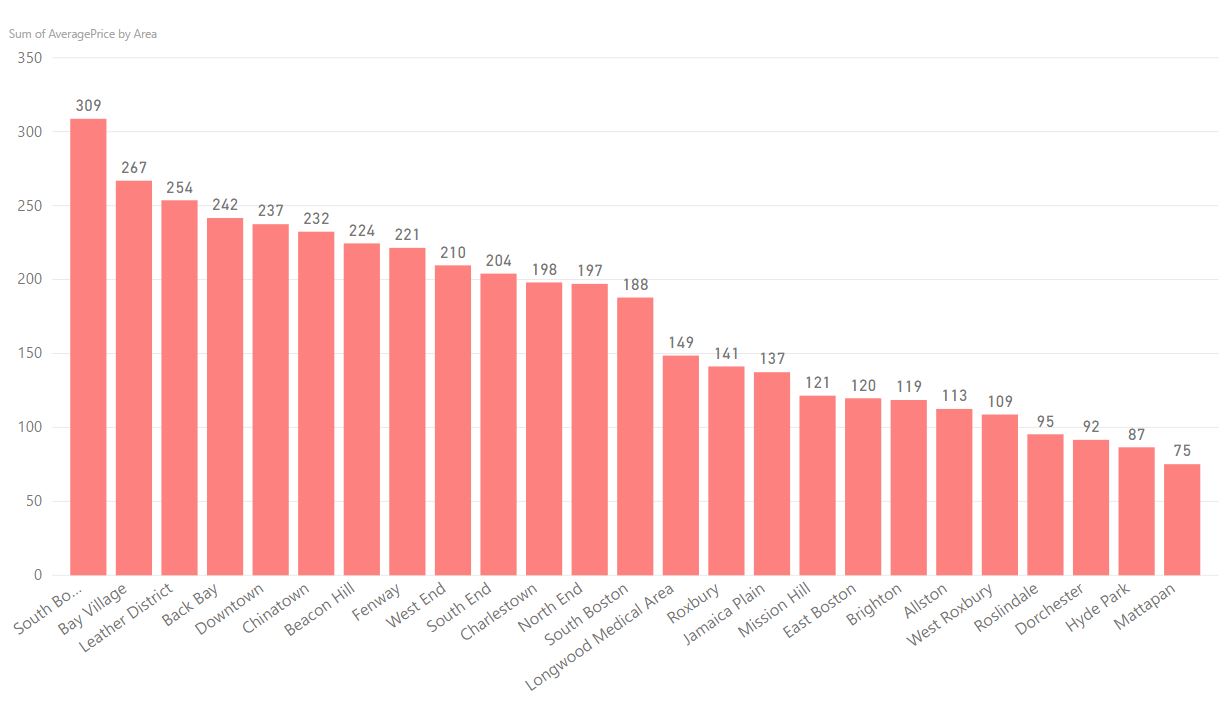 Sum of AveragePrice by Area
350
300
250
200
150
100
50
0
309
267
254
242
237
232
224
221
210
204
198
197
188
149
141
137
121
120
119
113
109
95
92
87
75
South Bo...
Bay Village
Leather District
Back Bay
Downtown
Chinatown
Beacon Hill
Fenway
West End
South End
Charlestown
North End
South Boston
Longwood Medical Area
Roxbury
Jamaica Plain
Mission Hill
East Boston
Brighton
Allston
West Roxbury
Roslindale
Dorchester
Hyde Park
Mattapan